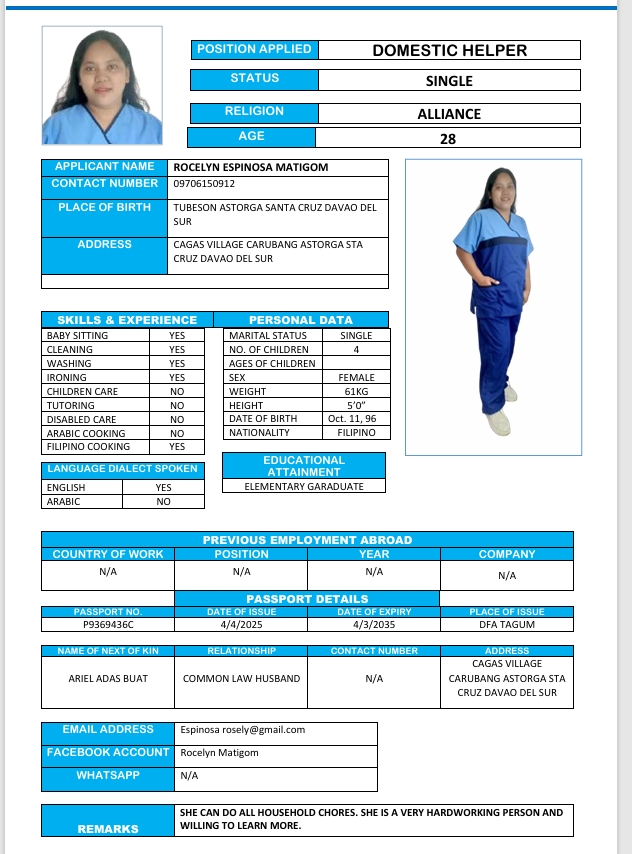 POSITION APPLIED DOMESTIC HELPER
STATUS SINGLE
RELIGION ALLIANCE
AGE 28
APPLICANT NAME ROCELYN ESPINOSA MATIGOM
CONTACT NUMBER 09706150912
PLACE OF BIRTH TUBESON ASTORGA SANTA CRUZ DAVAO DEL
SUR
ADDRESS CAGAS VILLAGE CARUBANG ASTORGA STA
CRUZ DAVAO DEL SUR
SKILLS & EXPERIENCE PERSONAL DATA
BABY SITTING YES
CLEANING YES
WASHING YES
IRONING YES
CHILDREN CARE NO
TUTORING NO
DISABLED CARE NO
ARABIC COOKING NO
FILIPINO COOKING YES
MARITAL STATUS SINGLE
NO. OF CHILDREN 4
AGES OF CHILDREN
SEX FEMALE
WEIGHT 61KG
HEIGHT 5’0”
DATE OF BIRTH Oct. 11, 96
NATIONALITY FILIPINO
LANGUAGE DIALECT SPOKEN
ENGLISH YES
ARABIC NO
EDUCATIONAL
ATTAINMENT
ELEMENTARY GARADUATE
PREVIOUS EMPLOYMENT ABROAD
COUNTRY OF WORK POSITION YEAR COMPANY
N/A N/A N/A N/A
PASSPORT DETAILS
PASSPORT NO. DATE OF ISSUE DATE OF EXPIRY PLACE OF ISSUE
P9369436C 4/4/2025 4/3/2035 DFA TAGUM
NAME OF NEXT OF KIN RELATIONSHIP CONTACT NUMBER ADDRESS
ARIEL ADAS BUAT COMMON LAW HUSBAND N/A CAGAS VILLAGE
CARUBANG ASTORGA STA
CRUZ DAVAO DEL SUR
EMAIL ADDRESS Espinosa rosely@gmail.com
FACEBOOK ACCOUNT Rocelyn Matigom
WHATSAPP N/A
REMARKS SHE CAN DO ALL HOUSEHOLD CHORES. SHE IS A VERY HARDWORKING PERSON AND
WILLING TO LEARN MORE.